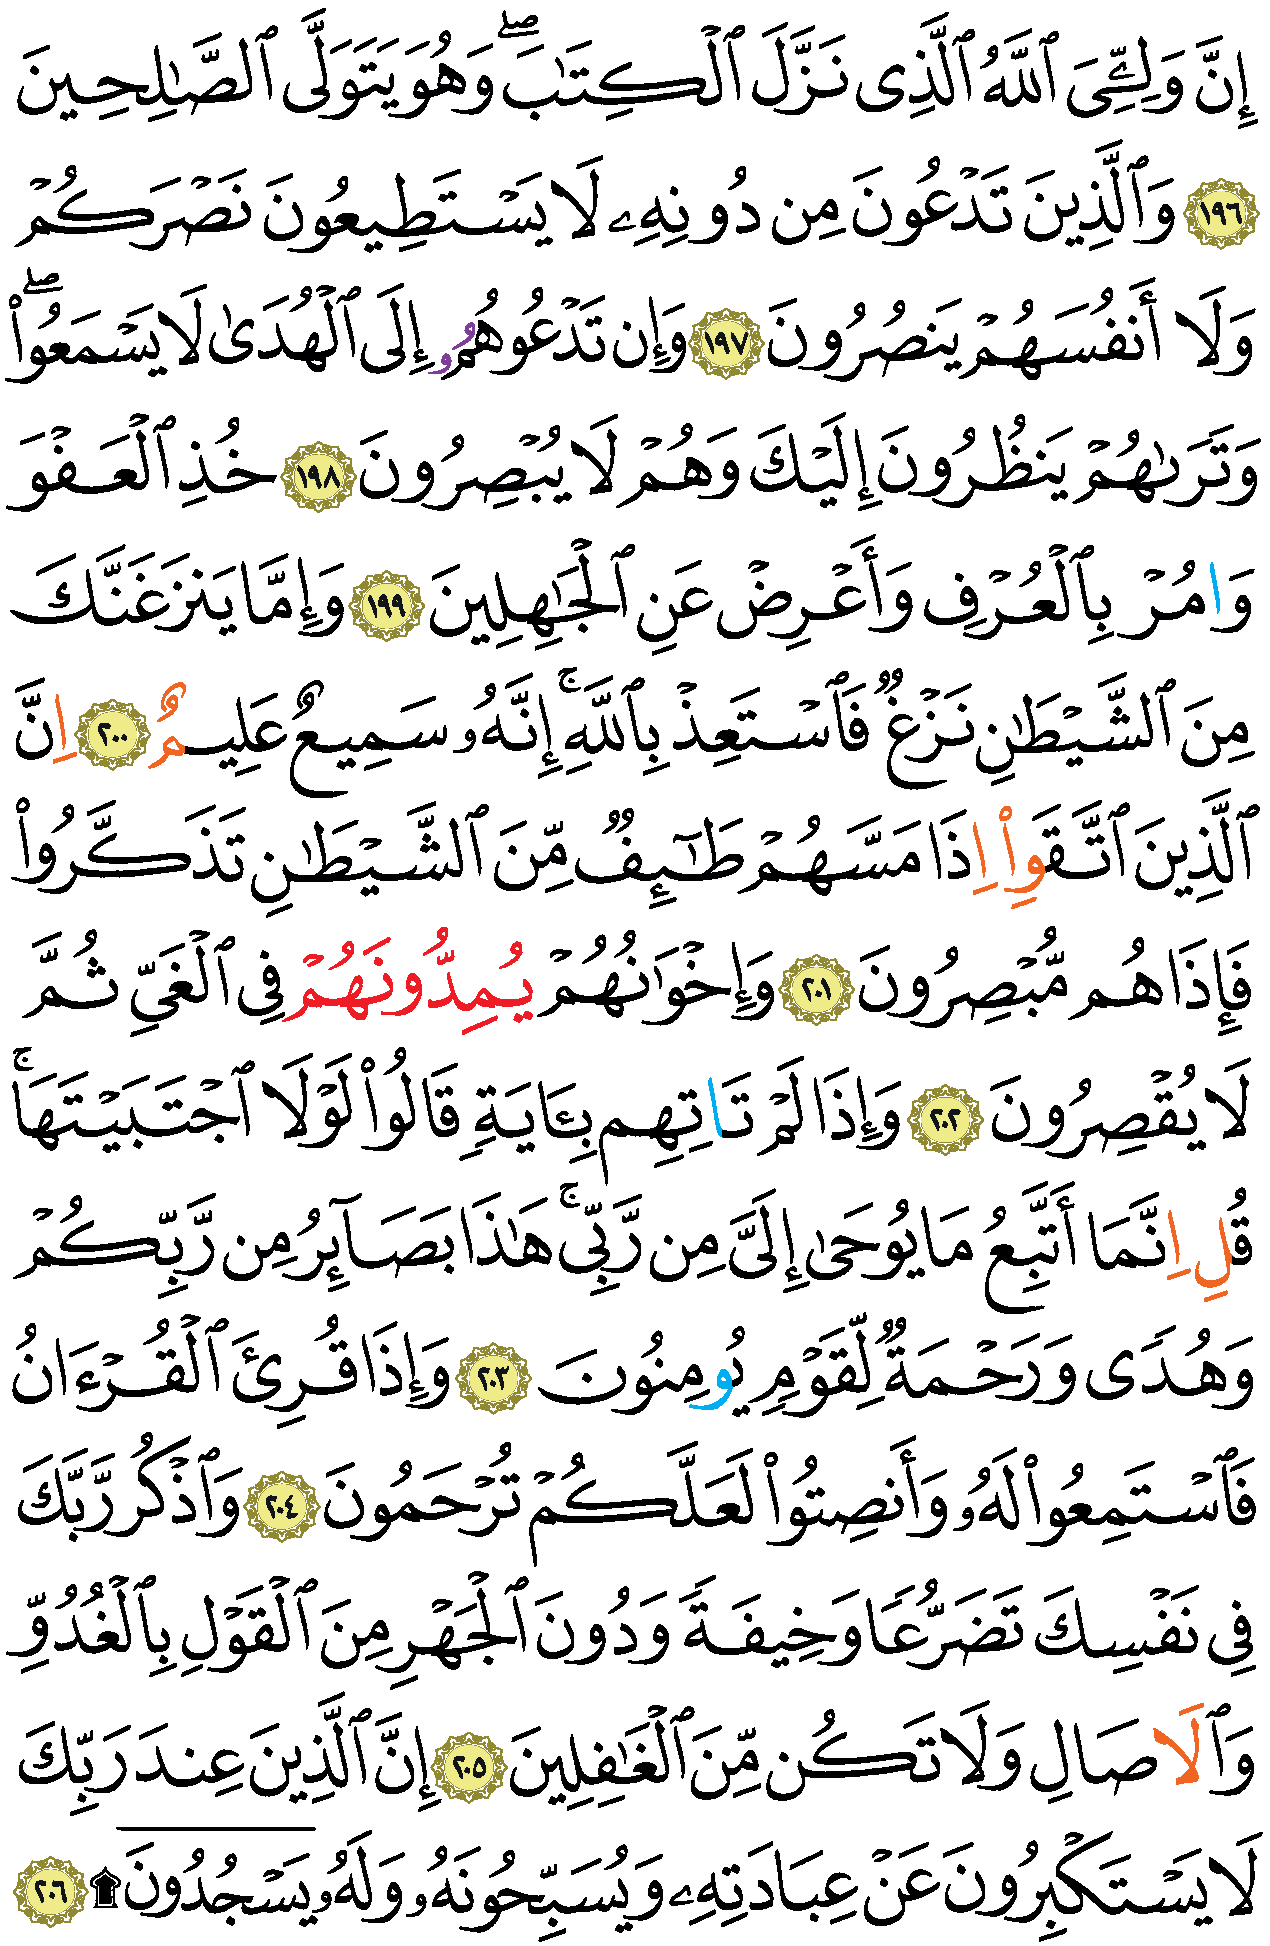 إِنَّ وَلِـِّۧيَ ٱللَّهُ ٱلَّذِى نَزَّلَ ٱلْكِتَٰبَ ۖ وَهُوَ يَتَوَلَّى ٱلصَّٰلِحِينَ
١٩٦ وَٱلَّذِينَ تَدْعُونَ مِن دُونِهِۦ لَا يَسْتَطِيعُونَ نَصْرَكُمْ
وَلَا أَنفُسَهُمْ يَنصُرُونَ ١٩٧ وَإِن تَدْعُوهُمُۥ إِلَى ٱلْهُدَىٰ لَا يَسْمَعُوا۟ ۖ
وَتَرَىٰهُمْ يَنظُرُونَ إِلَيْكَ وَهُمْ لَا يُبْصِرُونَ ١٩٨ خُذِ ٱلْعَفْوَ
وَامُرْ بِٱلْعُرْفِ وَأَعْرِضْ عَنِ ٱلْجَٰهِلِينَ ١٩٩ وَإِمَّا يَنزَغَنَّكَ
مِنَ ٱلشَّيْطَٰنِ نَزْغٌ فَٱسْتَعِذْ بِٱللَّهِ ۚ إِنَّهُۥ سَمِيعٌ عَلِيمٌ ٢٠٠ اِنَّ
ٱلَّذِينَ ٱتَّقَوِا۟ اِذَا مَسَّهُمْ طَٰٓئِفٌ مِّنَ ٱلشَّيْطَٰنِ تَذَكَّرُوا۟
فَإِذَا هُم مُّبْصِرُونَ ٢٠١ وَإِخْوَٰنُهُمْ يُمِدُّونَهُمْ فِي ٱلْغَىِّ ثُمَّ
لَا يُقْصِرُونَ ٢٠٢ وَإِذَا لَمْ تَاتِهِم بِـَٔايَةٍ قَالُوا۟ لَوْلَا ٱجْتَبَيْتَهَا ۚ
قُلِ اِنَّمَا أَتَّبِعُ مَا يُوحَىٰ إِلَىَّ مِن رَّبِّى ۚ هَٰذَا بَصَآئِرُ مِن رَّبِّكُمْ
وَهُدًى وَرَحْمَةٌ لِّقَوْمٍ يُومِنُونَ ٢٠٣ وَإِذَا قُرِئَ ٱلْقُرْءَانُ
فَٱسْتَمِعُوا۟ لَهُۥ وَأَنصِتُوا۟ لَعَلَّكُمْ تُرْحَمُونَ ٢٠٤ وَٱذْكُر رَّبَّكَ
فِى نَفْسِكَ تَضَرُّعًا وَخِيفَةً وَدُونَ ٱلْجَهْرِ مِنَ ٱلْقَوْلِ بِٱلْغُدُوِّ
وَٱلَاصَالِ وَلَا تَكُن مِّنَ ٱلْغَٰفِلِينَ ٢٠٥ إِنَّ ٱلَّذِينَ عِندَ رَبِّكَ
لَا يَسْتَكْبِرُونَ عَنْ عِبَادَتِهِۦ وَيُسَبِّحُونَهُۥ وَلَهُۥ يَسْجُدُونَ ۩ ٢٠٦